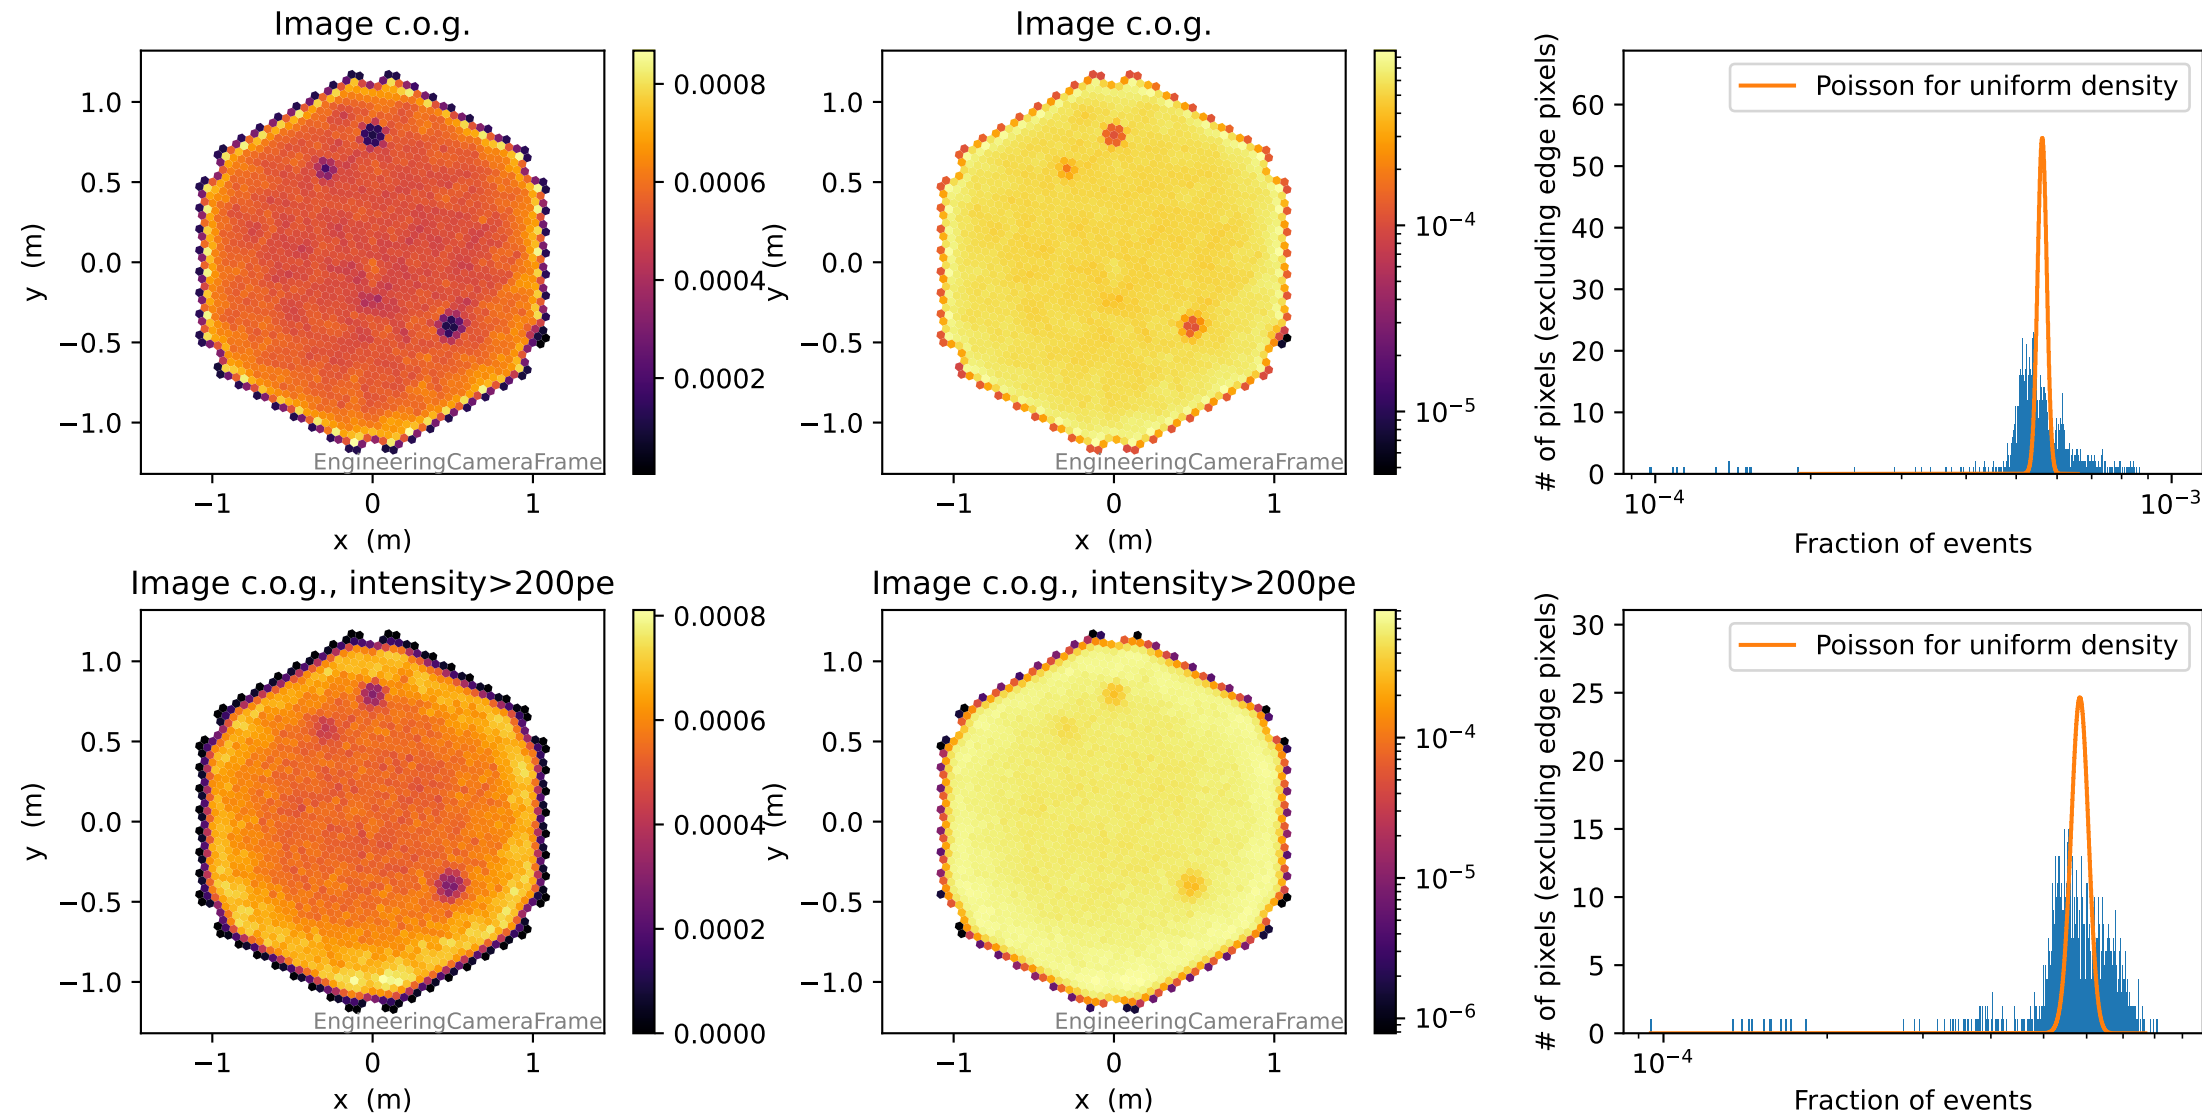 Image c.o.g.
1.0
0.5
0.0
−0.5
−1.0
y (m)
−1
0
1
x (m)
EngineeringCameraFrame
0.0008
0.0006
0.0004
0.0002
Image c.o.g.
1.0
0.5
0.0
−0.5
−1.0
y (m)
−1
0
1
x (m)
EngineeringCameraFrame
10⁻⁴
10⁻⁵
Poisson for uniform density
# of pixels (excluding edge pixels)
60
50
40
30
20
10
0
10⁻⁴
10⁻³
Fraction of events
Image c.o.g., intensity>200pe
1.0
0.5
0.0
−0.5
−1.0
y (m)
−1
0
1
x (m)
EngineeringCameraFrame
0.0008
0.0006
0.0004
0.0002
0.0000
Image c.o.g., intensity>200pe
1.0
0.5
0.0
−0.5
−1.0
y (m)
−1
0
1
x (m)
EngineeringCameraFrame
10⁻⁴
10⁻⁵
10⁻⁶
Poisson for uniform density
# of pixels (excluding edge pixels)
30
25
20
15
10
5
0
10⁻⁴
Fraction of events